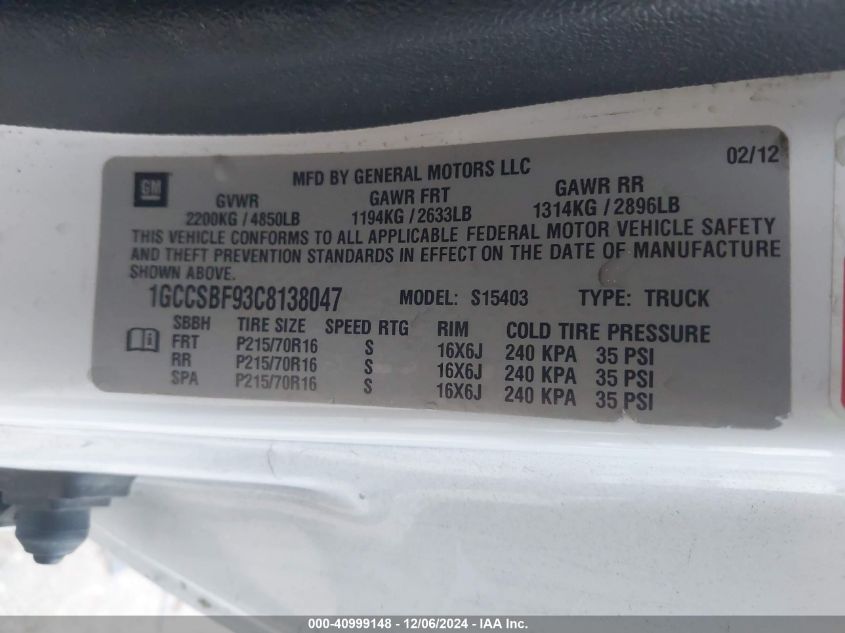 02/12
GM
MFD BY GENERAL MOTORS LLC
GVWR GAWR FRT GAWR RR
2200KG / 4850LB 1194KG / 2633LB 1314KG / 2896LB
THIS VEHICLE CONFORMS TO ALL APPLICABLE FEDERAL MOTOR VEHICLE SAFETY
AND THEFT PREVENTION STANDARDS IN EFFECT ON THE DATE OF MANUFACTURE
SHOWN ABOVE.
1GCCSBF93C8138047 MODEL: S15403 TYPE: TRUCK
SBBH TIRE SIZE SPEED RTG RIM COLD TIRE PRESSURE
FRT P215/70R16 S 16X6J 240 KPA 35 PSI
RR P215/70R16 S 16X6J 240 KPA 35 PSI
SPA P215/70R16 S 16X6J 240 KPA 35 PSI
000-40999148 - 12/06/2024 - IAA Inc.